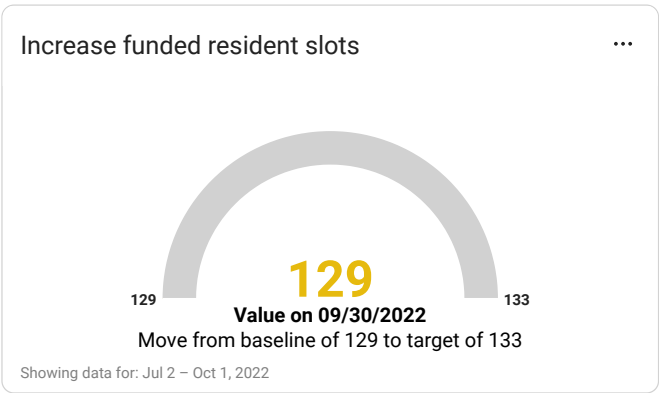 Increase funded resident slots
129
129
133
Value on 09/30/2022
Move from baseline of 129 to target of 133
Showing data for: Jul 2 – Oct 1, 2022